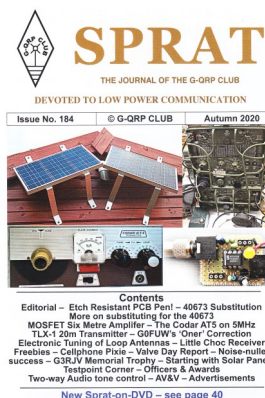 G-QRP CLUB
SPRAT
THE JOURNAL OF THE G-QRP CLUB
DEVOTED TO LOW POWER COMMUNICATION
Issue No. 184 © G-QRP CLUB Autumn 2020
Contents
Editorial – Etch Resistant PCB Pen! – 40673 Substitution
More on substituting for the 40673
MOSFET Six Metre Amplifer – The Codar AT5 on 5MHz
TLX-1 20m Transmitter – G0FUW's 'Oner' Correction
Electronic Tuning of Loop Antennas – Little Choc Receiver
Freebies – Cellphone Pixie – Valve Day Report – Noise-nulle
success – G3RJV Memorial Trophy – Starting with Solar Pane
Testpoint Corner – Officers & Awards
Two-way Audio tone control – AV&V – Advertisements
New Sprat-on-DVD – see page 40